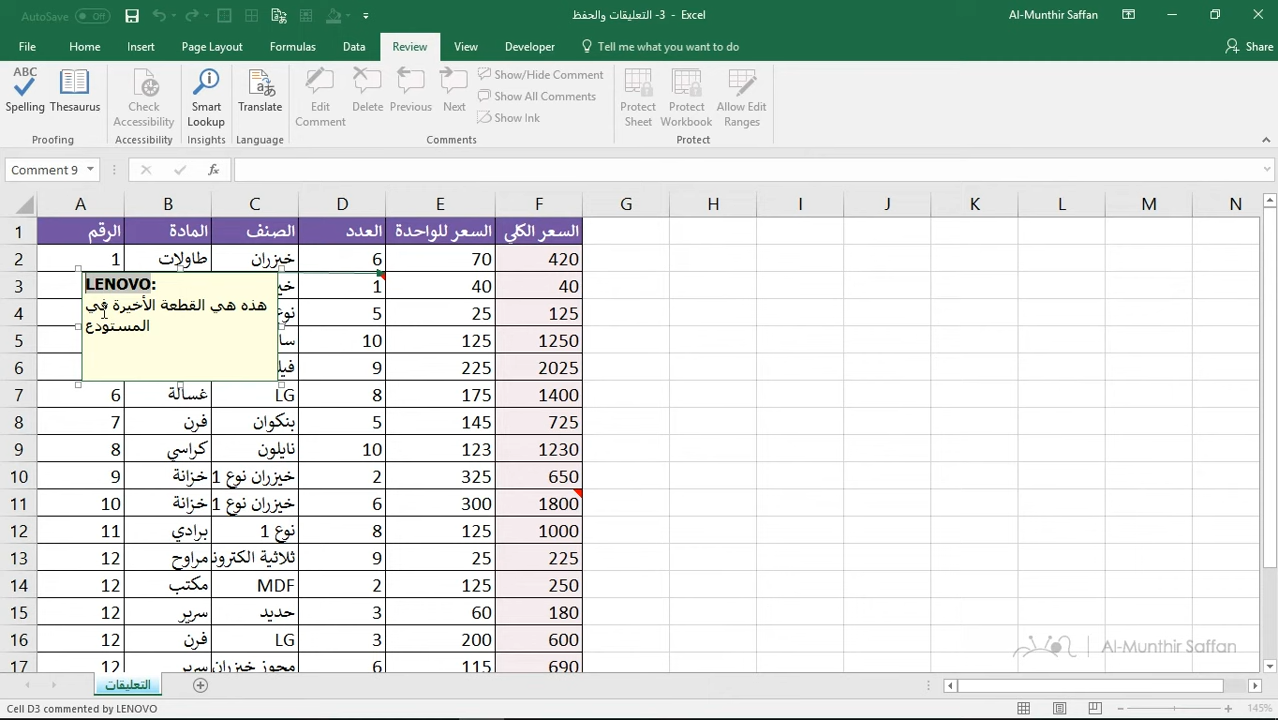 AutoSave Off
3- التعليقات والحفظ - Excel
Al-Munthir Saffan
File Home Insert Page Layout Formulas Data Review View Developer Tell me what you want to do Share
ABC
Spelling Thesaurus Check Accessibility Smart Lookup Translate Edit Comment Delete Previous Next
Show/Hide Comment
Show All Comments
Show Ink
Protect Sheet Protect Workbook Allow Edit Ranges
Proofing Accessibility Insights Language Comments Protect
Comment 9 fx
A B C D E F G H I J K L M N
1 الرقم المادة الصنف العدد السعر للواحدة السعر الكلي
2 1 طاولات خيزران 6 70 420
3 1 40 40
4 5 25 125
5 10 125 1250
6 9 225 2025
LENOVO:
هذه هي القطعة الأخيرة في
المستودع
7 6 غسالة LG 8 175 1400
8 7 فرن بنكوان 5 145 725
9 8 كراسي نايلون 10 123 1230
10 9 خزانة خيزران نوع 1 2 325 650
11 10 خزانة خيزران نوع 1 6 300 1800
12 11 برادي نوع 1 8 125 1000
13 12 مراوح ثلاثية الكترون 9 25 225
14 12 مكتب MDF 2 125 250
15 12 سرير حديد 3 60 180
16 12 فرن LG 3 200 600
17 12 سرير مجوز خيزران 6 115 690
Al-Munthir Saffan
التعليقات
Cell D3 commented by LENOVO
145%